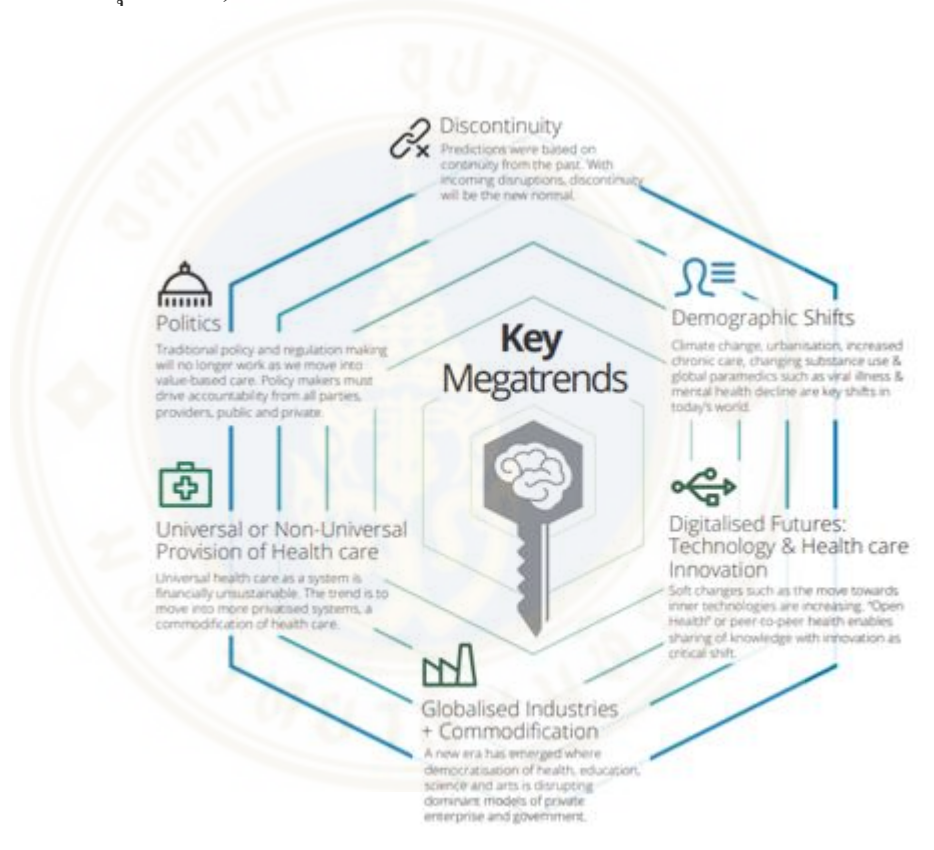 Discontinuity
Predictions were based on
continuity from the past. With
incoming disruptions, discontinuity
will be the new normal.
Politics
Traditional policy and regulation making
will no longer work as we move into
value-based care. Policy makers must
drive accountability from all parties,
providers, public and private.
Key
Megatrends
Demographic Shifts
Climate change, urbanisation, increased
chronic care, changing substance use &
global paramedics such as viral illness &
mental health decline are key shifts in
today's world.
Universal or Non-Universal
Provision of Health care
Universal health care as a system is
financially unsustainable. The trend is to
move into more privatised systems, a
commodification of health care.
Digitalised Futures:
Technology & Health care
Innovation
Soft changes such as the move towards
inner technologies are increasing. "Open
Health" or peer-to-peer health enables
sharing of knowledge with innovation as
critical shift.
Globalised Industries
+ Commodification
A new era has emerged where
democratisation of health, education,
science and arts is disrupting
dominant models of private
enterprise and government.